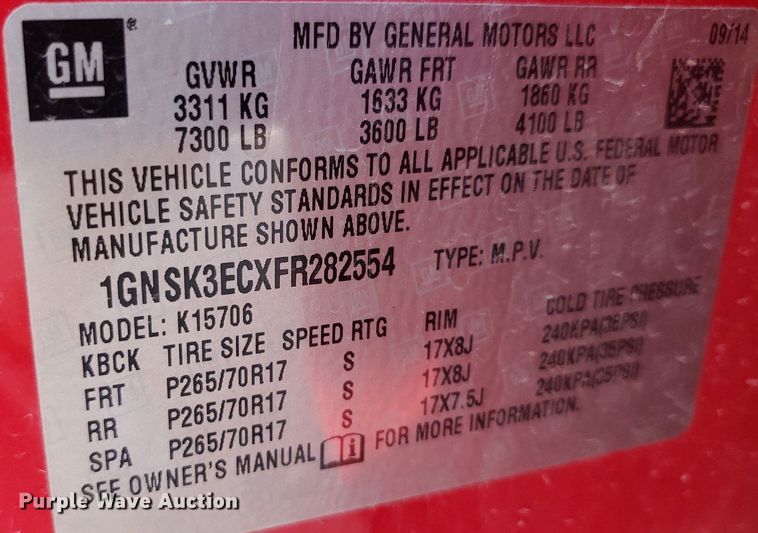 GM
®
MFD BY GENERAL MOTORS LLC 09/14
GVWR GAWR FRT GAWR RR
3311 KG 1633 KG 1860 KG
7300 LB 3600 LB 4100 LB
THIS VEHICLE CONFORMS TO ALL APPLICABLE U.S. FEDERAL MOTOR
VEHICLE SAFETY STANDARDS IN EFFECT ON THE DATE OF
MANUFACTURE SHOWN ABOVE.
1GNSK3ECXFR282554 TYPE: M.P.V.
MODEL: K15706
KBCK TIRE SIZE SPEED RTG RIM COLD TIRE PRESSURE
FRT P265/70R17 S 17X8J 240KPA(35PSI)
RR P265/70R17 S 17X8J 240KPA(35PSI)
SPA P265/70R17 S 17X7.5J 240KPA(35PSI)
SEE OWNER'S MANUAL i FOR MORE INFORMATION.
Purple Wave Auction